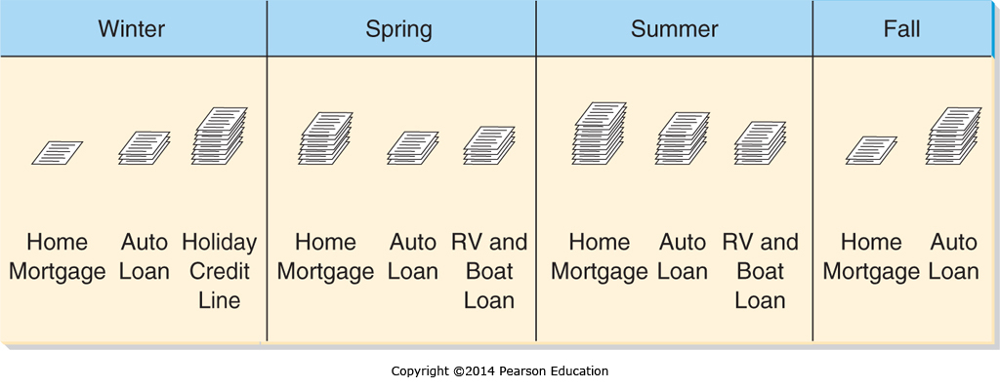 Winter
Spring
Summer
Fall
Home
Mortgage
Auto
Loan
Holiday
Credit
Line
Home
Mortgage
Auto
Loan
RV and
Boat
Loan
Home
Mortgage
Auto
Loan
RV and
Boat
Loan
Home
Mortgage
Auto
Loan
Copyright ©2014 Pearson Education